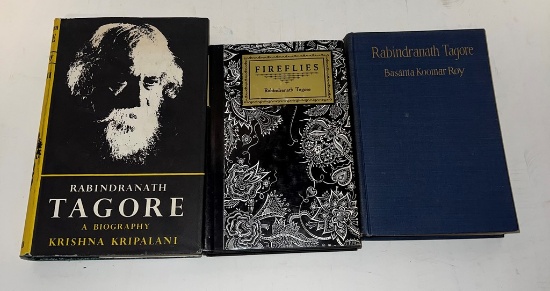 RABINDRANATH
TAGORE
A BIOGRAPHY
KRISHNA KRIPALANI
FIREFLIES
Rabindranath Tagore
Rabindranath Tagore
Basanta Koomar Roy